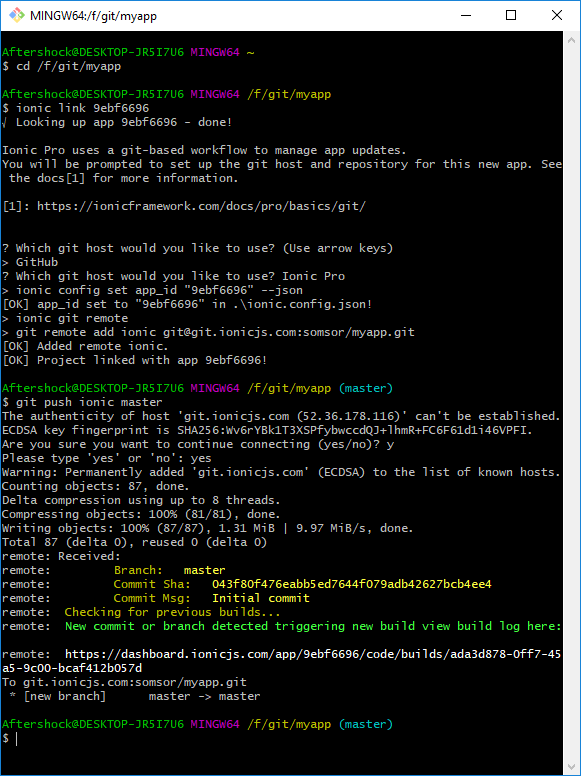 MINGW64:/f/git/myapp
Aftershock@DESKTOP-JR5I7U6 MINGW64 ~
$ cd /f/git/myapp
Aftershock@DESKTOP-JR5I7U6 MINGW64 /f/git/myapp
$ ionic link 9ebf6696
√ Looking up app 9ebf6696 - done!
Ionic Pro uses a git-based workflow to manage app updates.
You will be prompted to set up the git host and repository for this new app. See
the docs[1] for more information.
[1]: https://ionicframework.com/docs/pro/basics/git/
? Which git host would you like to use? (Use arrow keys)
> GitHub
? Which git host would you like to use? Ionic Pro
> ionic config set app_id "9ebf6696" --json
[OK] app_id set to "9ebf6696" in .\ionic.config.json!
> ionic git remote
> git remote add ionic git@git.ionicjs.com:somsor/myapp.git
[OK] Added remote ionic.
[OK] Project linked with app 9ebf6696!
Aftershock@DESKTOP-JR5I7U6 MINGW64 /f/git/myapp (master)
$ git push ionic master
The authenticity of host 'git.ionicjs.com (52.36.178.116)' can't be established.
ECDSA key fingerprint is SHA256:Wv6rYBk1T3XSPfybwccdQJ+lhmR+FC6F61d1i46VPFI.
Are you sure you want to continue connecting (yes/no)? y
Please type 'yes' or 'no': yes
Warning: Permanently added 'git.ionicjs.com' (ECDSA) to the list of known hosts.
Counting objects: 87, done.
Delta compression using up to 8 threads.
Compressing objects: 100% (81/81), done.
Writing objects: 100% (87/87), 1.31 MiB | 9.97 MiB/s, done.
Total 87 (delta 0), reused 0 (delta 0)
remote: Received:
remote: Branch: master
remote: Commit Sha: 043f80f476eabb5ed7644f079adb42627bcb4ee4
remote: Commit Msg: Initial commit
remote: Checking for previous builds...
remote: New commit or branch detected triggering new build view build log here:
remote: https://dashboard.ionicjs.com/app/9ebf6696/code/builds/ada3d878-0ff7-45
a5-9c00-bcaf412b057d
To git.ionicjs.com:somsor/myapp.git
* [new branch] master -> master
Aftershock@DESKTOP-JR5I7U6 MINGW64 /f/git/myapp (master)
$